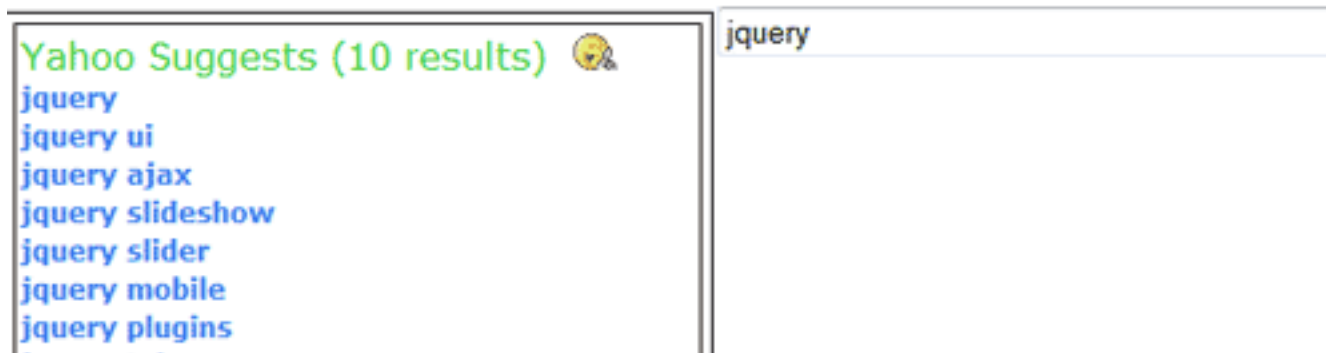 Yahoo Suggests (10 results)
jquery
jquery ui
jquery ajax
jquery slideshow
jquery slider
jquery mobile
jquery plugins
jquery